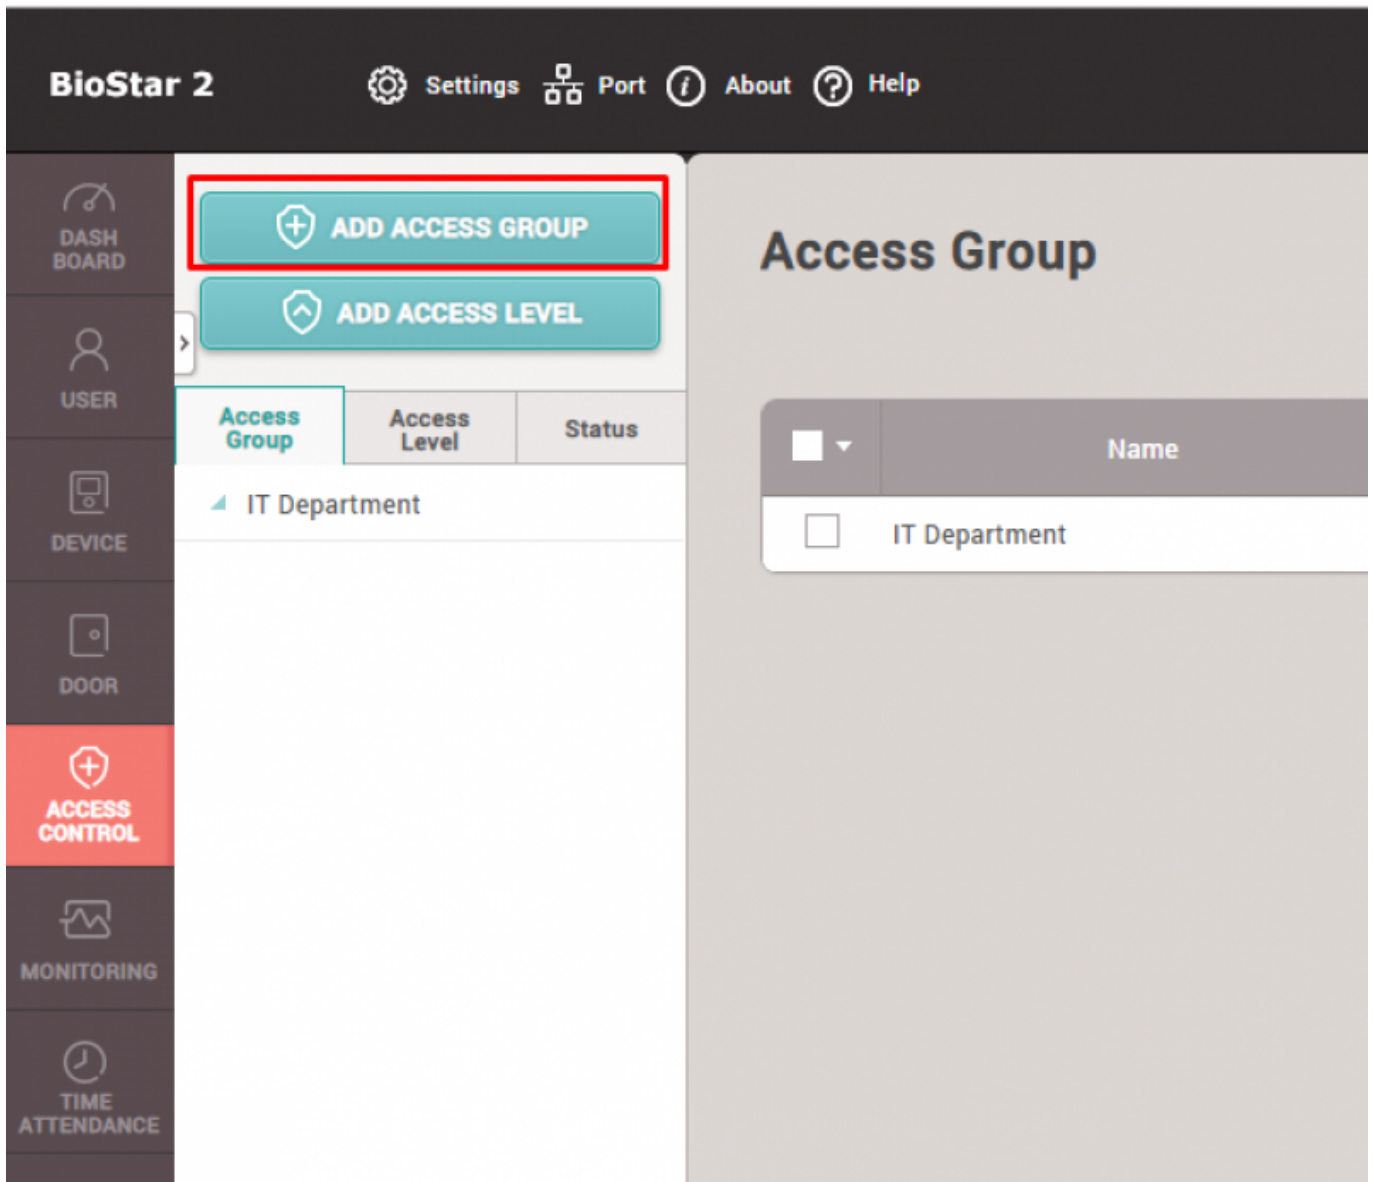 BioStar 2
Settings
Port
About
Help
DASH
BOARD
USER
DEVICE
DOOR
ACCESS
CONTROL
MONITORING
TIME
ATTENDANCE
ADD ACCESS GROUP
ADD ACCESS LEVEL
Access
Group
Access
Level
Status
IT Department
Access Group
Name
IT Department